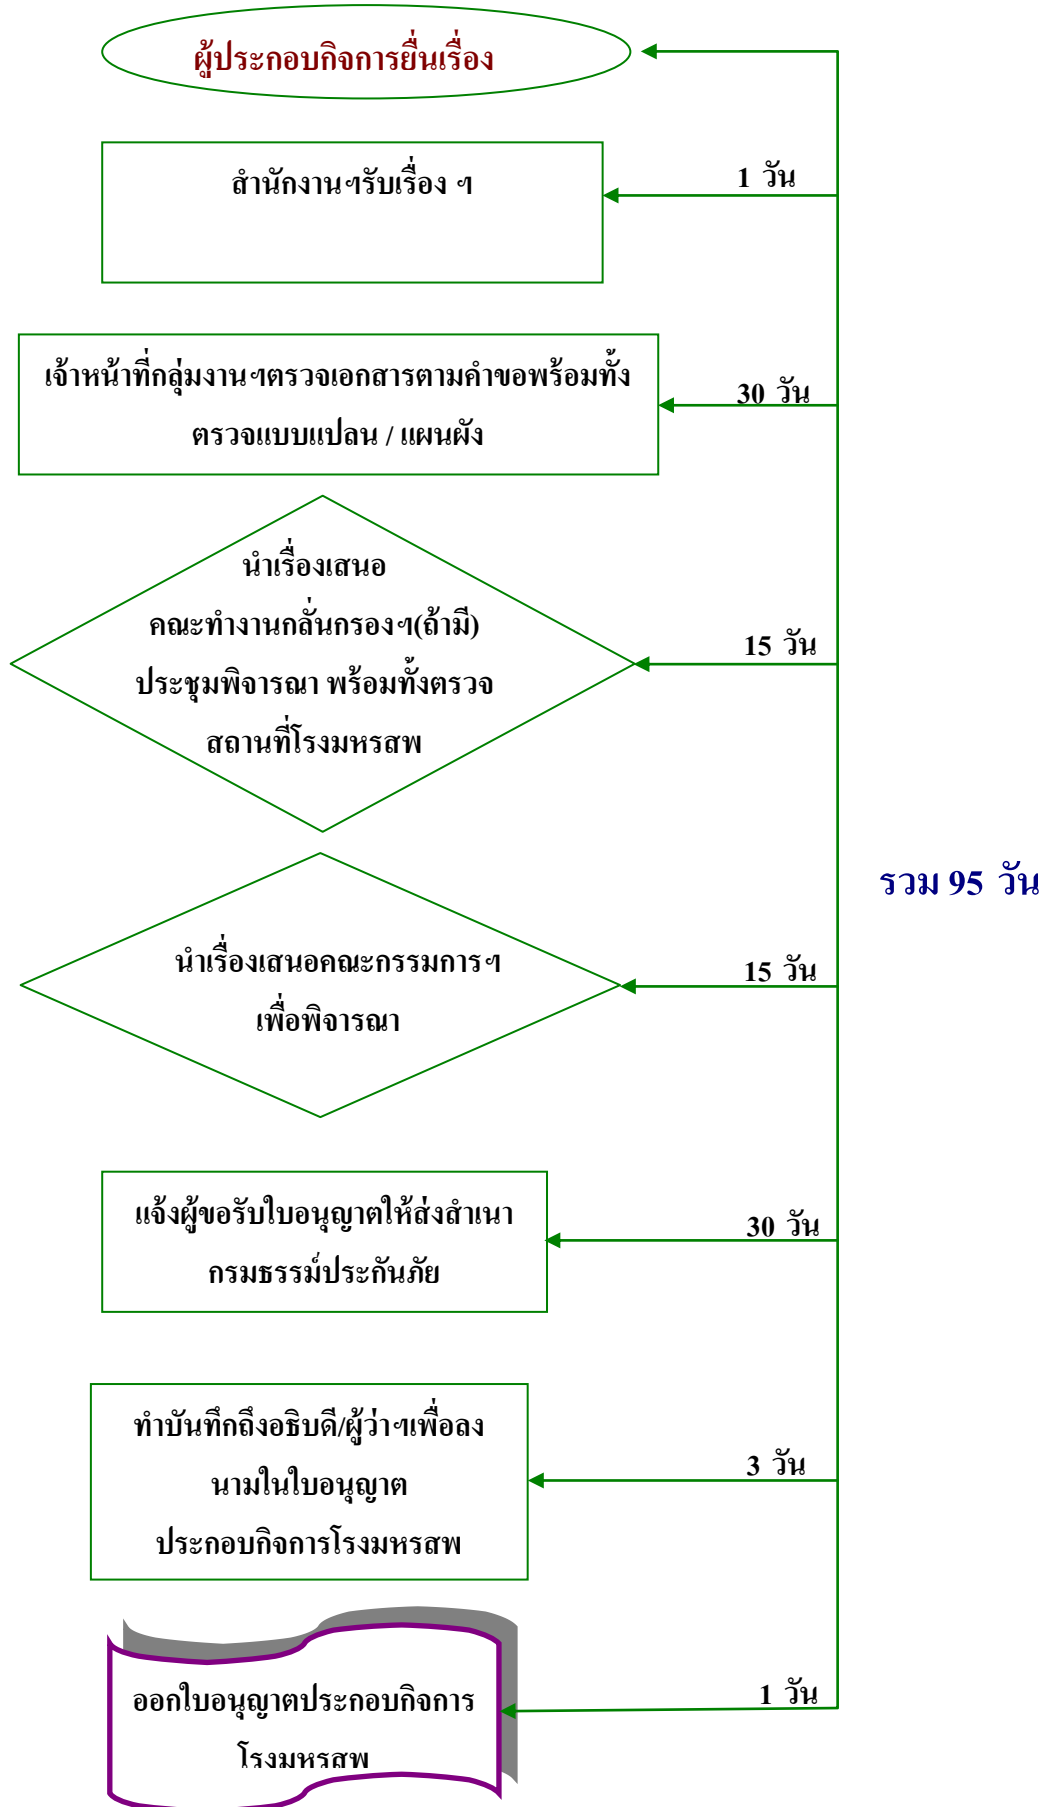 ผู้ประกอบกิจการยื่นเรื่อง
สำนักงานฯรับเรื่อง ฯ
1 วัน
เจ้าหน้าที่กลุ่มงานฯตรวจเอกสารตามคำขอพร้อมทั้ง
ตรวจแบบแปลน / แผนผัง
30 วัน
นำเรื่องเสนอ
คณะทำงานกลั่นกรองฯ(ถ้ามี)
ประชุมพิจารณา พร้อมทั้งตรวจ
สถานที่โรงมหรสพ
15 วัน
รวม 95 วัน
นำเรื่องเสนอคณะกรรมการฯ
เพื่อพิจารณา
15 วัน
แจ้งผู้ขอรับใบอนุญาตให้ส่งสำเนา
กรมธรรม์ประกันภัย
30 วัน
ทำบันทึกถึงอธิบดี/ผู้ว่าฯเพื่อลง
นามในใบอนุญาต
ประกอบกิจการโรงมหรสพ
3 วัน
ออกใบอนุญาตประกอบกิจการ
โรงมหรสพ
1 วัน